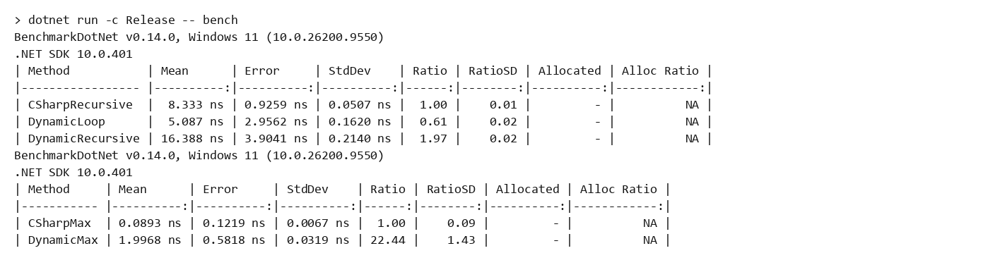 > dotnet run -c Release -- bench
BenchmarkDotNet v0.14.0, Windows 11 (10.0.26200.9550)
.NET SDK 10.0.401
| Method           | Mean      | Error     | StdDev    | Ratio | RatioSD | Allocated | Alloc Ratio |
|----------------- |----------:|----------:|----------:|------:|--------:|----------:|------------:|
| CSharpRecursive  |  8.333 ns | 0.9259 ns | 0.0507 ns |  1.00 |    0.01 |         - |          NA |
| DynamicLoop      |  5.087 ns | 2.9562 ns | 0.1620 ns |  0.61 |    0.02 |         - |          NA |
| DynamicRecursive | 16.388 ns | 3.9041 ns | 0.2140 ns |  1.97 |    0.02 |         - |          NA |
BenchmarkDotNet v0.14.0, Windows 11 (10.0.26200.9550)
.NET SDK 10.0.401
| Method     | Mean      | Error     | StdDev    | Ratio | RatioSD | Allocated | Alloc Ratio |
|----------- |----------:|----------:|----------:|------:|--------:|----------:|------------:|
| CSharpMax  | 0.0893 ns | 0.1219 ns | 0.0067 ns |  1.00 |    0.09 |         - |          NA |
| DynamicMax | 1.9968 ns | 0.5818 ns | 0.0319 ns | 22.44 |    1.43 |         - |          NA |